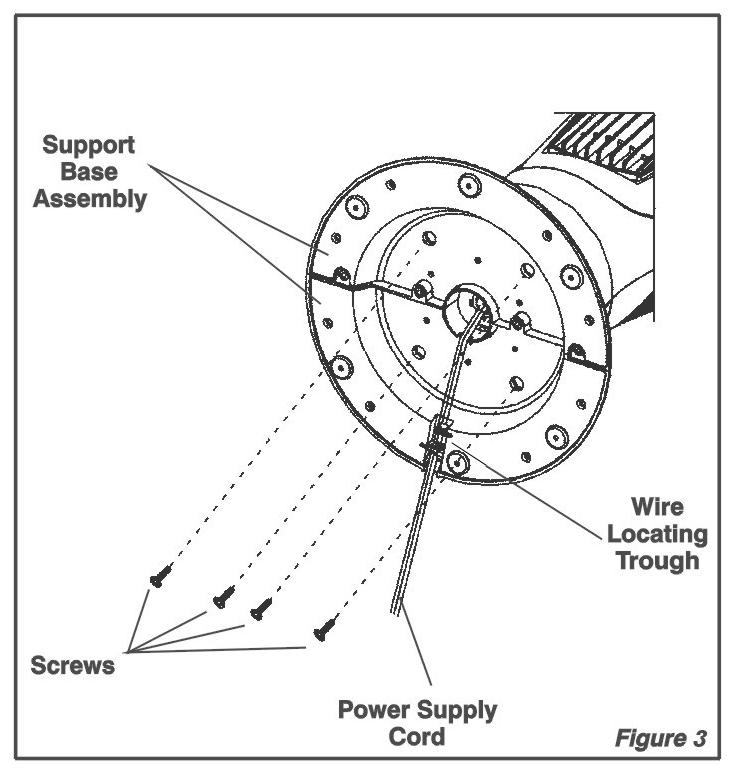 Support
Base
Assembly
Wire
Locating
Trough
Screws
Power Supply
Cord
Figure 3